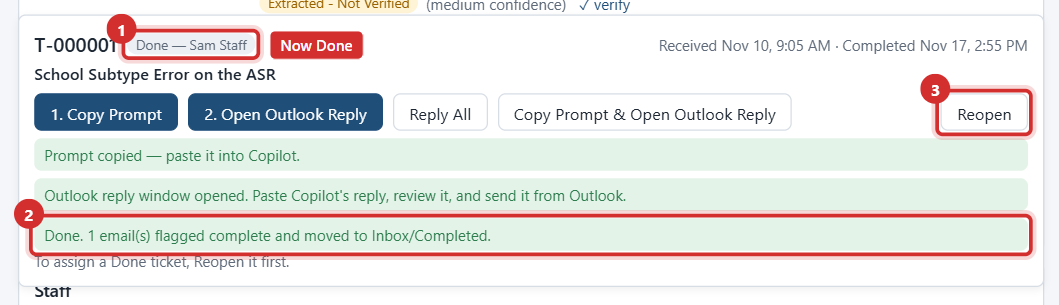 Extracted - Not Verified (medium confidence) ✓ verify
1
T-000001 Done — Sam Staff Now Done Received Nov 10, 9:05 AM · Completed Nov 17, 2:55 PM
School Subtype Error on the ASR
3
1. Copy Prompt 2. Open Outlook Reply Reply All Copy Prompt & Open Outlook Reply Reopen
Prompt copied — paste it into Copilot.
Outlook reply window opened. Paste Copilot's reply, review it, and send it from Outlook.
2
Done. 1 email(s) flagged complete and moved to Inbox/Completed.
To assign a Done ticket, Reopen it first.
Staff